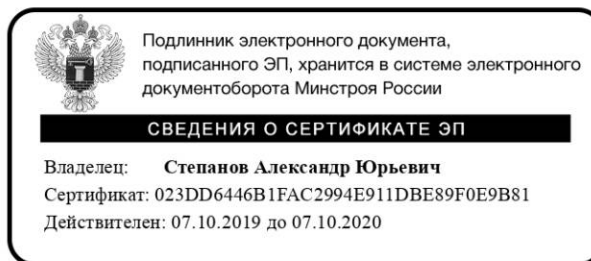 Подлинник электронного документа,
подписанного ЭП, хранится в системе электронного
документоборота Минстроя России
СВЕДЕНИЯ О СЕРТИФИКАТЕ ЭП
Владелец: Степанов Александр Юрьевич
Сертификат: 023DD6446B1FAC2994E911DBE89F0E9B81
Действителен: 07.10.2019 до 07.10.2020